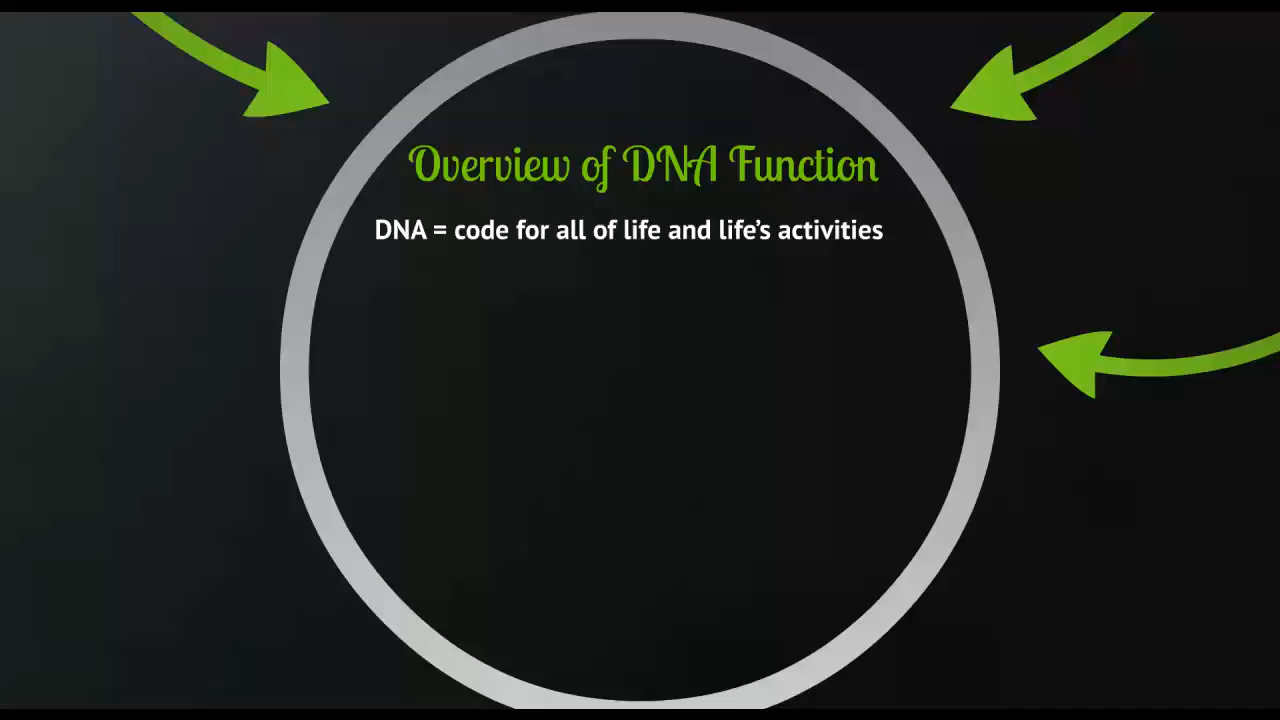 Overview of DNA Function
DNA = code for all of life and life’s activities